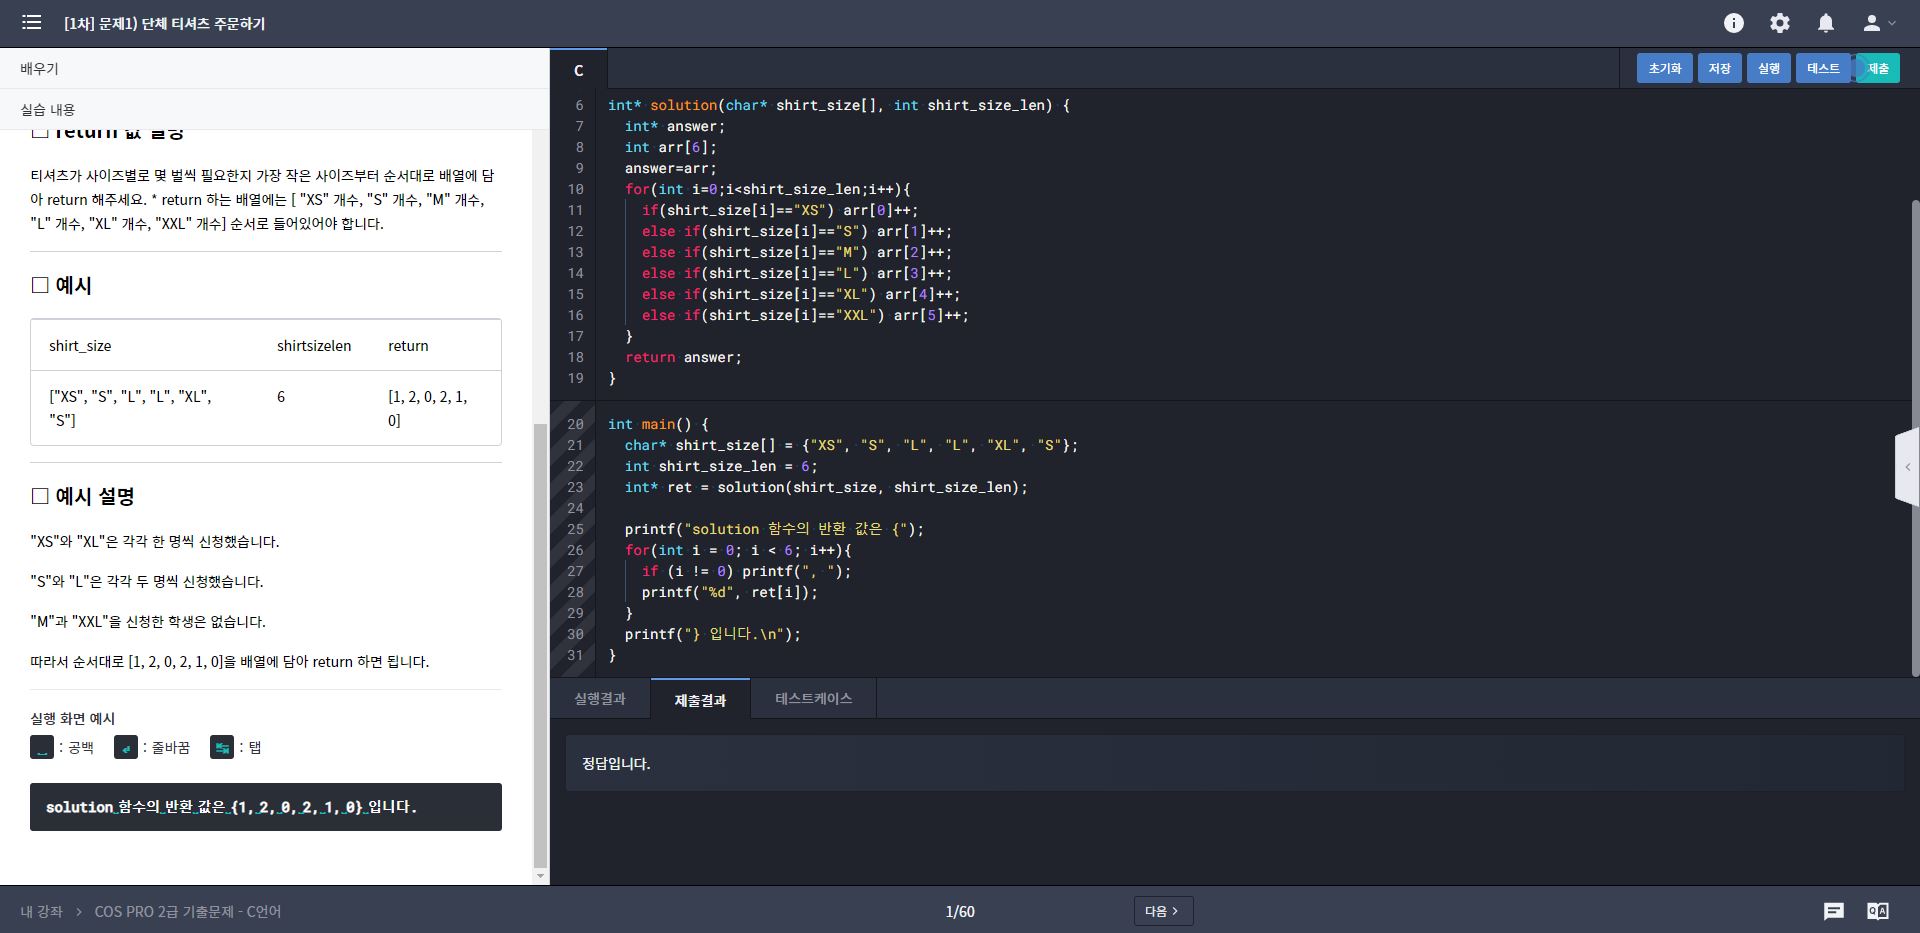 [1차] 문제1) 단체 티셔츠 주문하기
배우기
실습 내용
return 값 설명
티셔츠가 사이즈별로 몇 벌씩 필요한지 가장 작은 사이즈부터 순서대로 배열에 담
아 return 해주세요. * return 하는 배열에는 [ "XS" 개수, "S" 개수, "M" 개수,
"L" 개수, "XL" 개수, "XXL" 개수] 순서로 들어있어야 합니다.
예시
shirt_size shirtsizelen return
["XS", "S", "L", "L", "XL", 6 [1, 2, 0, 2, 1,
"S"] 0]
예시 설명
"XS"와 "XL"은 각각 한 명씩 신청했습니다.
"S"와 "L"은 각각 두 명씩 신청했습니다.
"M"과 "XXL"을 신청한 학생은 없습니다.
따라서 순서대로 [1, 2, 0, 2, 1, 0]을 배열에 담아 return 하면 됩니다.
실행 화면 예시
: 공백 : 줄바꿈 : 탭
solution_함수의_반환_값은_{1,_2,_0,_2,_1,_0}_입니다.
C
초기화 저장 실행 테스트 제출
6 int* solution(char* shirt_size[], int shirt_size_len) {
7 int* answer;
8 int arr[6];
9 answer=arr;
10 for(int i=0;i<shirt_size_len;i++){
11 if(shirt_size[i]=="XS") arr[0]++;
12 else if(shirt_size[i]=="S") arr[1]++;
13 else if(shirt_size[i]=="M") arr[2]++;
14 else if(shirt_size[i]=="L") arr[3]++;
15 else if(shirt_size[i]=="XL") arr[4]++;
16 else if(shirt_size[i]=="XXL") arr[5]++;
17 }
18 return answer;
19 }
20 int main() {
21 char* shirt_size[] = {"XS", "S", "L", "L", "XL", "S"};
22 int shirt_size_len = 6;
23 int* ret = solution(shirt_size, shirt_size_len);
24
25 printf("solution 함수의 반환 값은 {");
26 for(int i = 0; i < 6; i++){
27 if (i != 0) printf(", ");
28 printf("%d", ret[i]);
29 }
30 printf("} 입니다.\n");
31 }
실행결과 제출결과 테스트케이스
정답입니다.
내 강좌 > COS PRO 2급 기출문제 - C언어
1/60
다음 >